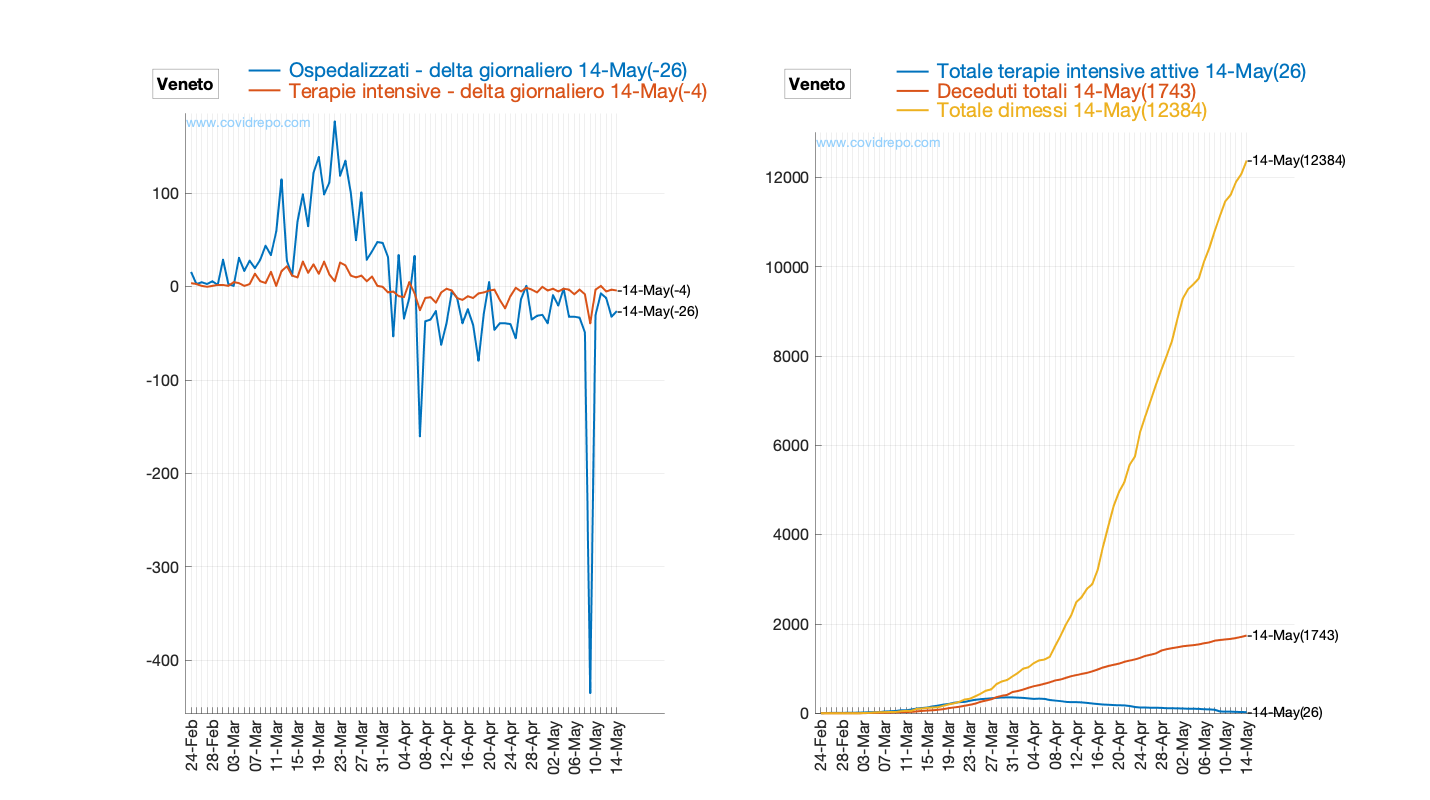 Veneto
Ospedalizzati - delta giornaliero 14-May(-26)
Terapie intensive - delta giornaliero 14-May(-4)
www.covidrepo.com
100
0
-100
-200
-300
-400
-14-May(-4)
-14-May(-26)
24-Feb
28-Feb
03-Mar
07-Mar
11-Mar
15-Mar
19-Mar
23-Mar
27-Mar
31-Mar
04-Apr
08-Apr
12-Apr
16-Apr
20-Apr
24-Apr
28-Apr
02-May
06-May
10-May
14-May
Veneto
Totale terapie intensive attive 14-May(26)
Deceduti totali 14-May(1743)
Totale dimessi 14-May(12384)
www.covidrepo.com
12000
10000
8000
6000
4000
2000
0
-14-May(12384)
-14-May(1743)
-14-May(26)
24-Feb
28-Feb
03-Mar
07-Mar
11-Mar
15-Mar
19-Mar
23-Mar
27-Mar
31-Mar
04-Apr
08-Apr
12-Apr
16-Apr
20-Apr
24-Apr
28-Apr
02-May
06-May
10-May
14-May